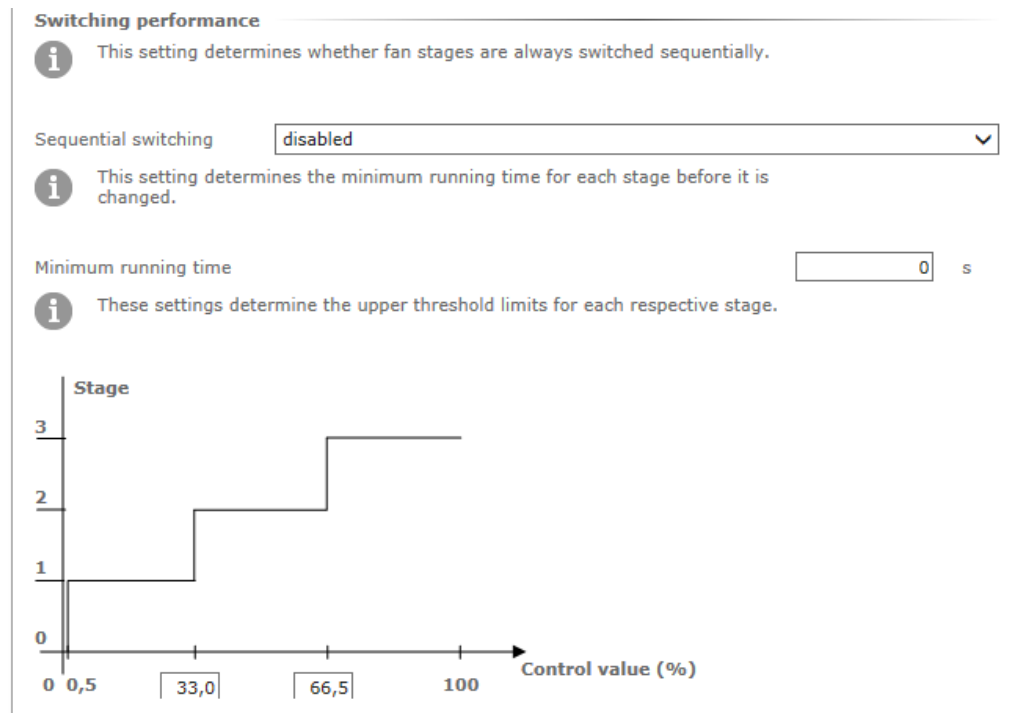 Switching performance
This setting determines whether fan stages are always switched sequentially.
Sequential switching disabled
This setting determines the minimum running time for each stage before it is
changed.
Minimum running time 0 s
These settings determine the upper threshold limits for each respective stage.
Stage
3
2
1
0
Control value (%)
0 0,5 33,0 66,5 100